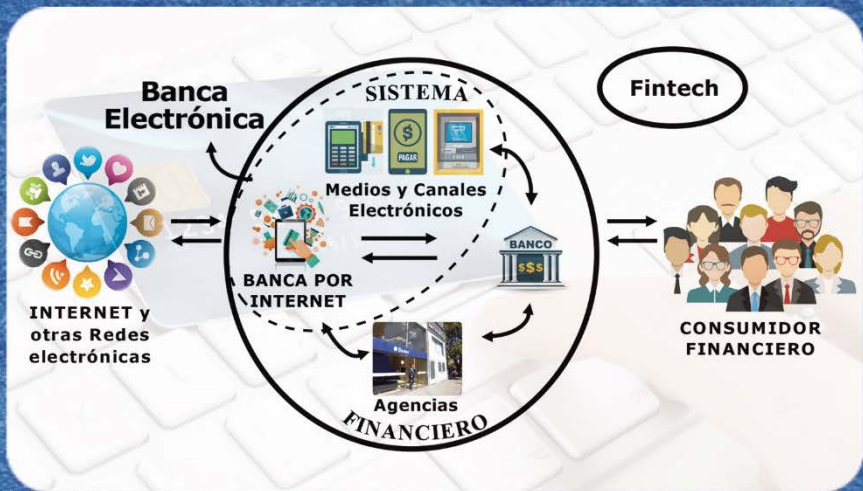 Banca
Electrónica
SISTEMA
Fintech
$
PAGAR
Medios y Canales
Electrónicos
BANCO
$$$
BANCA POR
INTERNET
INTERNET y
otras Redes
electrónicas
CONSUMIDOR
FINANCIERO
Agencias
FINANCIERO